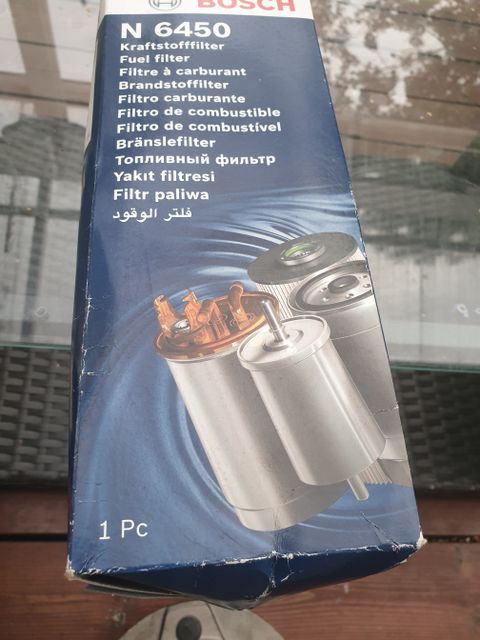 BOSCH
N 6450
Kraftstofffilter
Fuel filter
Filtre à carburant
Brandstoffilter
Filtro carburante
Filtro de combustible
Filtro de combustível
Bränslefilter
Топливный фильтр
Yakıt filtresi
Filtr paliwa
فلتر الوقود
1 Pc